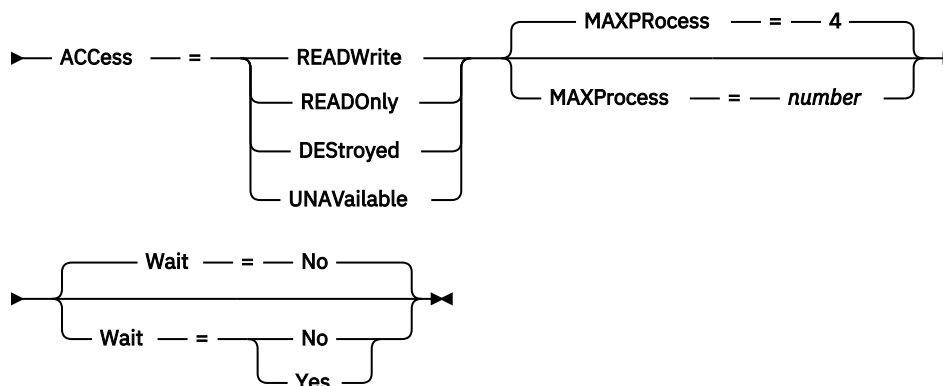 MAXPRocess = 4
ACCess = READWrite
READOnly
MAXProcess = number
DEStroyed
UNAVailable
Wait = No
Wait = No
Yes